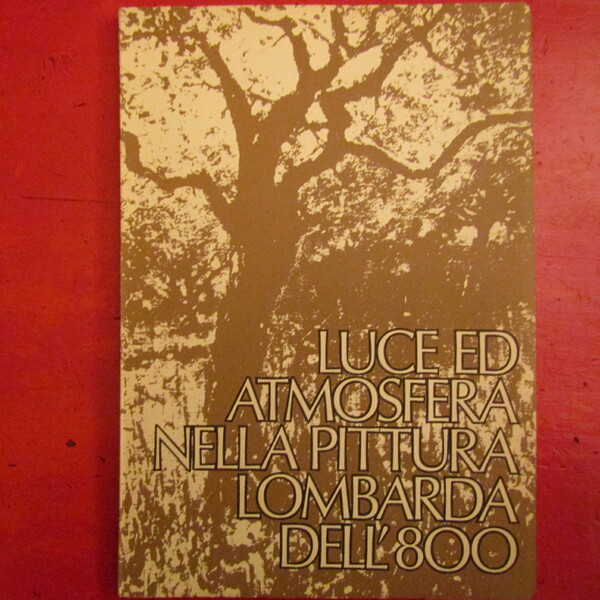 LUCE ED
ATMOSFERA
NELLA PITTURA
LOMBARDA
DELL'800